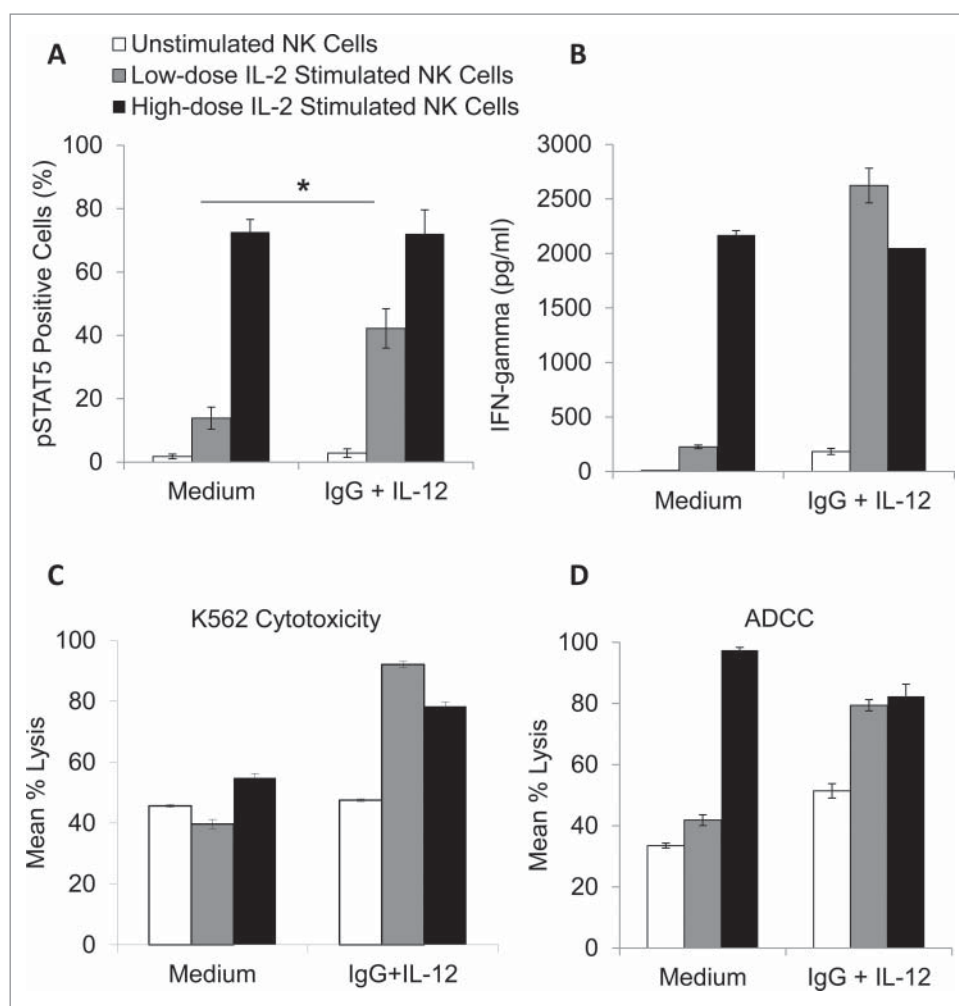 A
Unstimulated NK Cells
B
Low-dose IL-2 Stimulated NK Cells
High-dose IL-2 Stimulated NK Cells
pSTAT5 Positive Cells (%)
100
80
60
40
20
0
*
Medium
IgG + IL-12
IFN-gamma (pg/ml)
3000
2500
2000
1500
1000
500
0
Medium
IgG + IL-12
C
K562 Cytotoxicity
Mean % Lysis
100
80
60
40
20
0
Medium
IgG+IL-12
D
ADCC
Mean % Lysis
100
80
60
40
20
0
Medium
IgG + IL-12